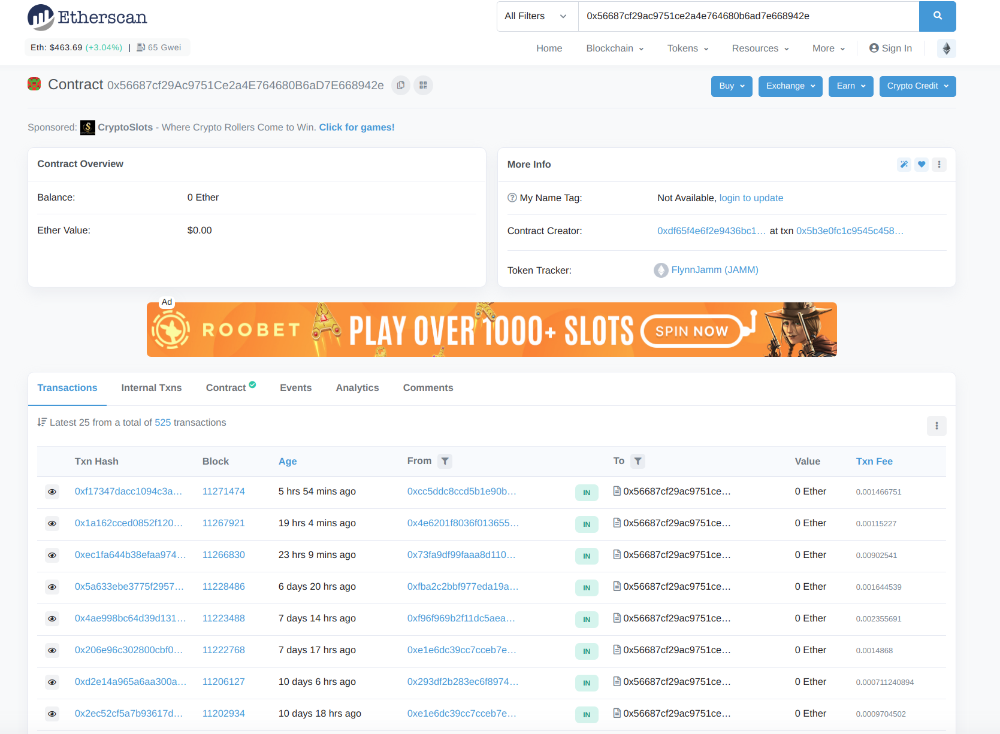 Etherscan
All Filters
0x56687cf29ac9751ce2a4e764680b6ad7e668942e
Eth: $463.69 (+3.04%) | 65 Gwei
Home Blockchain Tokens Resources More Sign In
Contract 0x56687cf29Ac9751Ce2a4E764680B6aD7E668942e
Buy Exchange Earn Crypto Credit
Sponsored: CryptoSlots - Where Crypto Rollers Come to Win. Click for games!
Contract Overview
Balance: 0 Ether
Ether Value: $0.00
More Info
My Name Tag: Not Available, login to update
Contract Creator: 0xdf65f4e6f2e9436bc1… at txn 0x5b3e0fc1c9545c458…
Token Tracker: FlynnJamm (JAMM)
Ad
ROOBET PLAY OVER 1000+ SLOTS SPIN NOW
Transactions Internal Txns Contract Events Analytics Comments
Latest 25 from a total of 525 transactions
Txn Hash Block Age From To Value Txn Fee
0xf17347dacc1094c3a… 11271474 5 hrs 54 mins ago 0xcc5ddc8ccd5b1e90b… IN 0x56687cf29ac9751ce… 0 Ether 0.001466751
0x1a162cced0852f120… 11267921 19 hrs 4 mins ago 0x4e6201f8036f013655… IN 0x56687cf29ac9751ce… 0 Ether 0.00115227
0xec1fa644b38efaa974… 11266830 23 hrs 9 mins ago 0x73fa9df99faaa8d110… IN 0x56687cf29ac9751ce… 0 Ether 0.00902541
0x5a633ebe3775f2957… 11228486 6 days 20 hrs ago 0xfba2c2bbf977eda19a… IN 0x56687cf29ac9751ce… 0 Ether 0.001644539
0x4ae998bc64d39d131… 11223488 7 days 14 hrs ago 0xf96f969b2f11dc5aea… IN 0x56687cf29ac9751ce… 0 Ether 0.002355691
0x206e96c302800cbf0… 11222768 7 days 17 hrs ago 0xe1e6dc39cc7cceb7e… IN 0x56687cf29ac9751ce… 0 Ether 0.0014868
0xd2e14a965a6aa300a… 11206127 10 days 6 hrs ago 0x293df2b283ec6f8974… IN 0x56687cf29ac9751ce… 0 Ether 0.000711240894
0x2ec52cf5a7b93617d… 11202934 10 days 18 hrs ago 0xe1e6dc39cc7cceb7e… IN 0x56687cf29ac9751ce… 0 Ether 0.0009704502